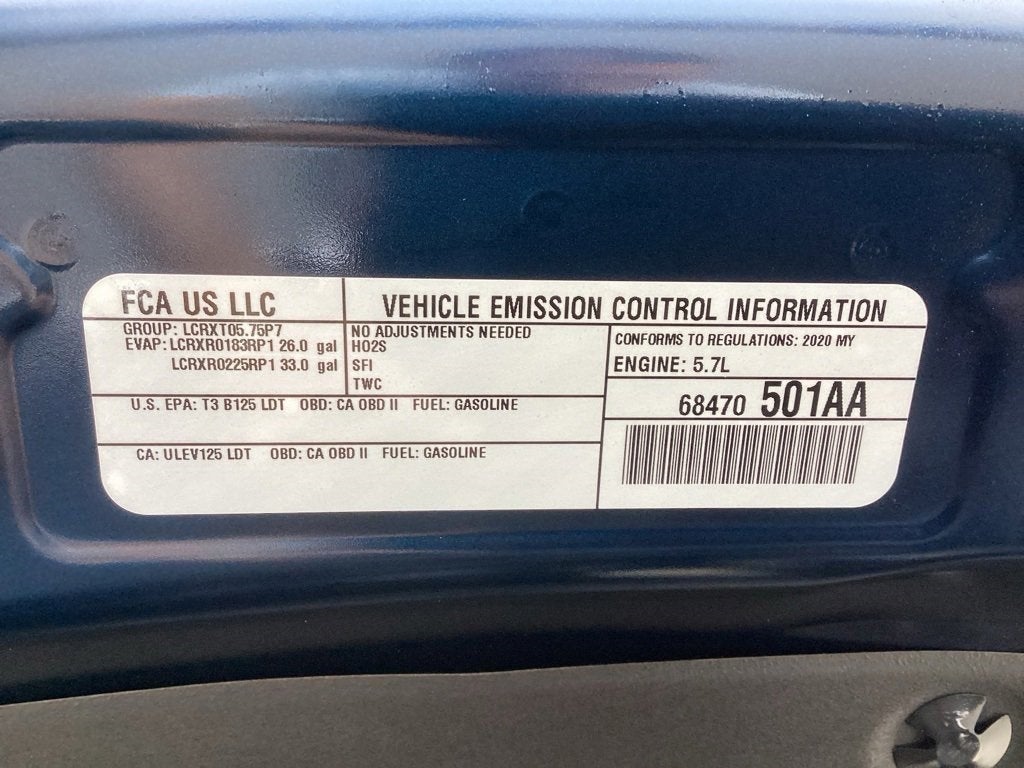 FCA US LLC
VEHICLE EMISSION CONTROL INFORMATION
GROUP: LCRXT05.75P7
EVAP: LCRXR0183RP1 26.0 gal
LCRXR0225RP1 33.0 gal
NO ADJUSTMENTS NEEDED
HO2S
SFI
TWC
CONFORMS TO REGULATIONS: 2020 MY
ENGINE: 5.7L
U.S. EPA: T3 B125 LDT OBD: CA OBD II FUEL: GASOLINE
68470 501AA
CA: ULEV125 LDT OBD: CA OBD II FUEL: GASOLINE